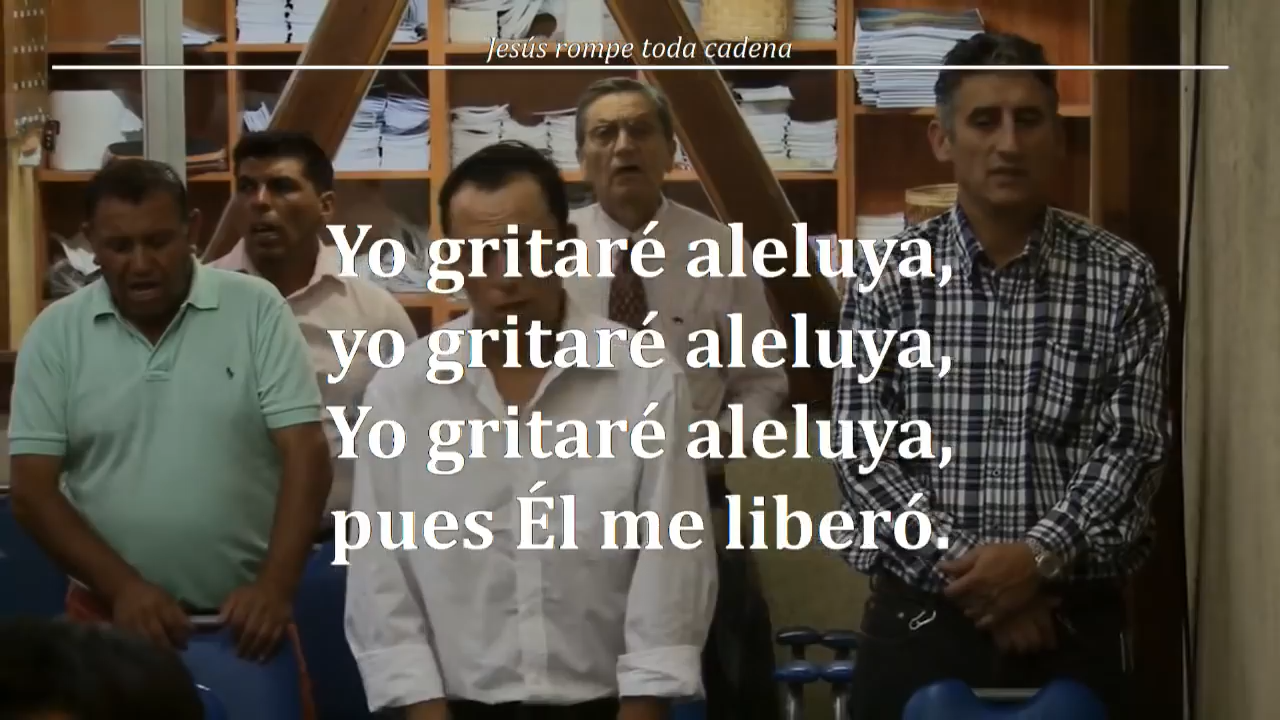 Jesús rompe toda cadena
Yo gritaré aleluya,
yo gritaré aleluya,
Yo gritaré aleluya,
pues Él me liberó.